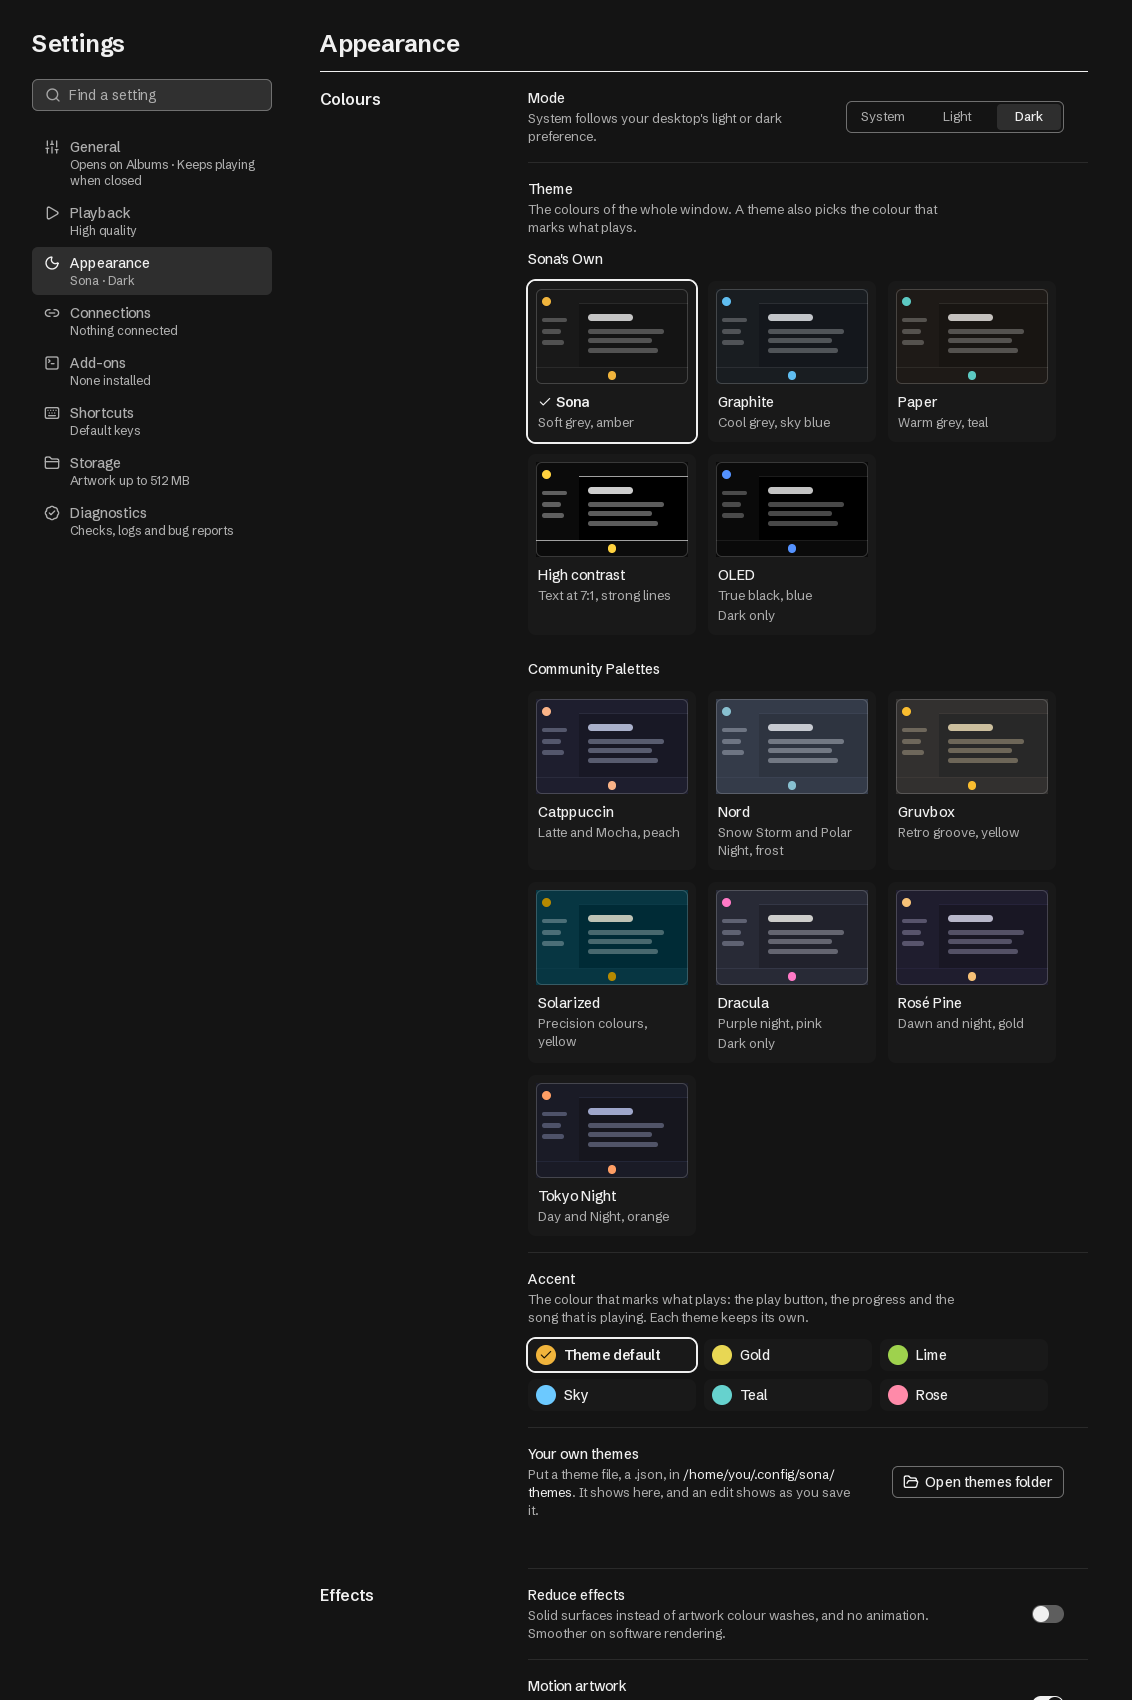 Settings
Find a setting
General
Opens on Albums · Keeps playing
when closed
Playback
High quality
Appearance
Sona · Dark
Connections
Nothing connected
Add-ons
None installed
Shortcuts
Default keys
Storage
Artwork up to 512 MB
Diagnostics
Checks, logs and bug reports
Appearance
Colours
Mode
System follows your desktop's light or dark
preference.
System
Light
Dark
Theme
The colours of the whole window. A theme also picks the colour that
marks what plays.
Sona's Own
Sona
Soft grey, amber
Graphite
Cool grey, sky blue
Paper
Warm grey, teal
High contrast
Text at 7:1, strong lines
OLED
True black, blue
Dark only
Community Palettes
Catppuccin
Latte and Mocha, peach
Nord
Snow Storm and Polar
Night, frost
Gruvbox
Retro groove, yellow
Solarized
Precision colours,
yellow
Dracula
Purple night, pink
Dark only
Rosé Pine
Dawn and night, gold
Tokyo Night
Day and Night, orange
Accent
The colour that marks what plays: the play button, the progress and the
song that is playing. Each theme keeps its own.
Theme default
Gold
Lime
Sky
Teal
Rose
Your own themes
Put a theme file, a .json, in /home/you/.config/sona/
themes. It shows here, and an edit shows as you save
it.
Open themes folder
Effects
Reduce effects
Solid surfaces instead of artwork colour washes, and no animation.
Smoother on software rendering.
Motion artwork